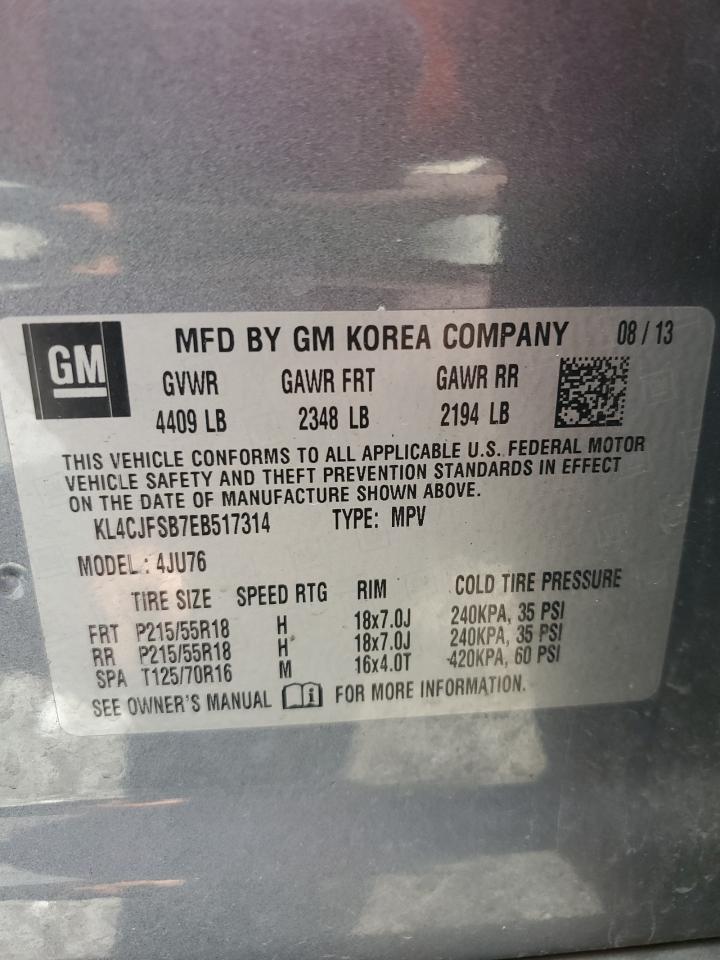 GM
MFD BY GM KOREA COMPANY 08 / 13
GVWR GAWR FRT GAWR RR
4409 LB 2348 LB 2194 LB
THIS VEHICLE CONFORMS TO ALL APPLICABLE U.S. FEDERAL MOTOR
VEHICLE SAFETY AND THEFT PREVENTION STANDARDS IN EFFECT
ON THE DATE OF MANUFACTURE SHOWN ABOVE.
KL4CJFSB7EB517314 TYPE: MPV
MODEL : 4JU76
TIRE SIZE SPEED RTG RIM COLD TIRE PRESSURE
FRT P215/55R18 H 18x7.0J 240KPA, 35 PSI
RR P215/55R18 H 18x7.0J 240KPA, 35 PSI
SPA T125/70R16 M 16x4.0T 420KPA, 60 PSI
SEE OWNER'S MANUAL FOR MORE INFORMATION.